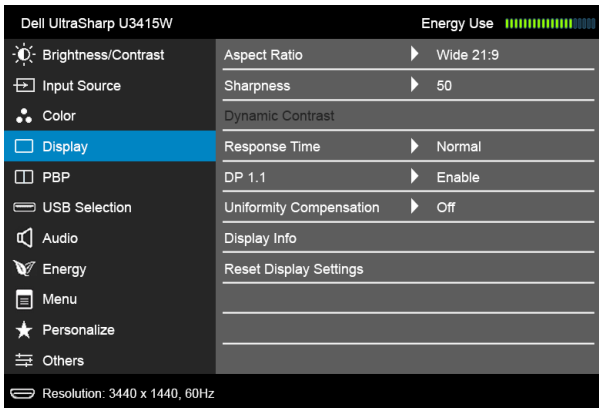 Dell UltraSharp U3415W Energy Use
Brightness/Contrast Aspect Ratio Wide 21:9
Input Source Sharpness 50
Color Dynamic Contrast
Display Response Time Normal
PBP DP 1.1 Enable
USB Selection Uniformity Compensation Off
Audio Display Info
Energy Reset Display Settings
Menu
Personalize
Others
Resolution: 3440 x 1440, 60Hz